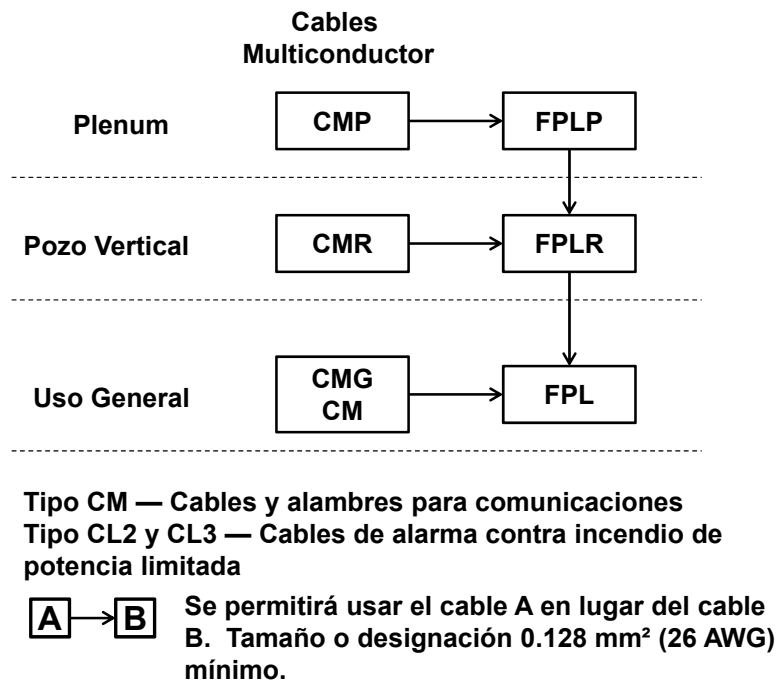 Cables
Multiconductor
Plenum
CMP
FPLP
Pozo Vertical
CMR
FPLR
Uso General
CMG
CM
FPL
Tipo CM — Cables y alambres para comunicaciones
Tipo CL2 y CL3 — Cables de alarma contra incendio de
potencia limitada
A
B
Se permitirá usar el cable A en lugar del cable
B. Tamaño o designación 0.128 mm² (26 AWG)
mínimo.